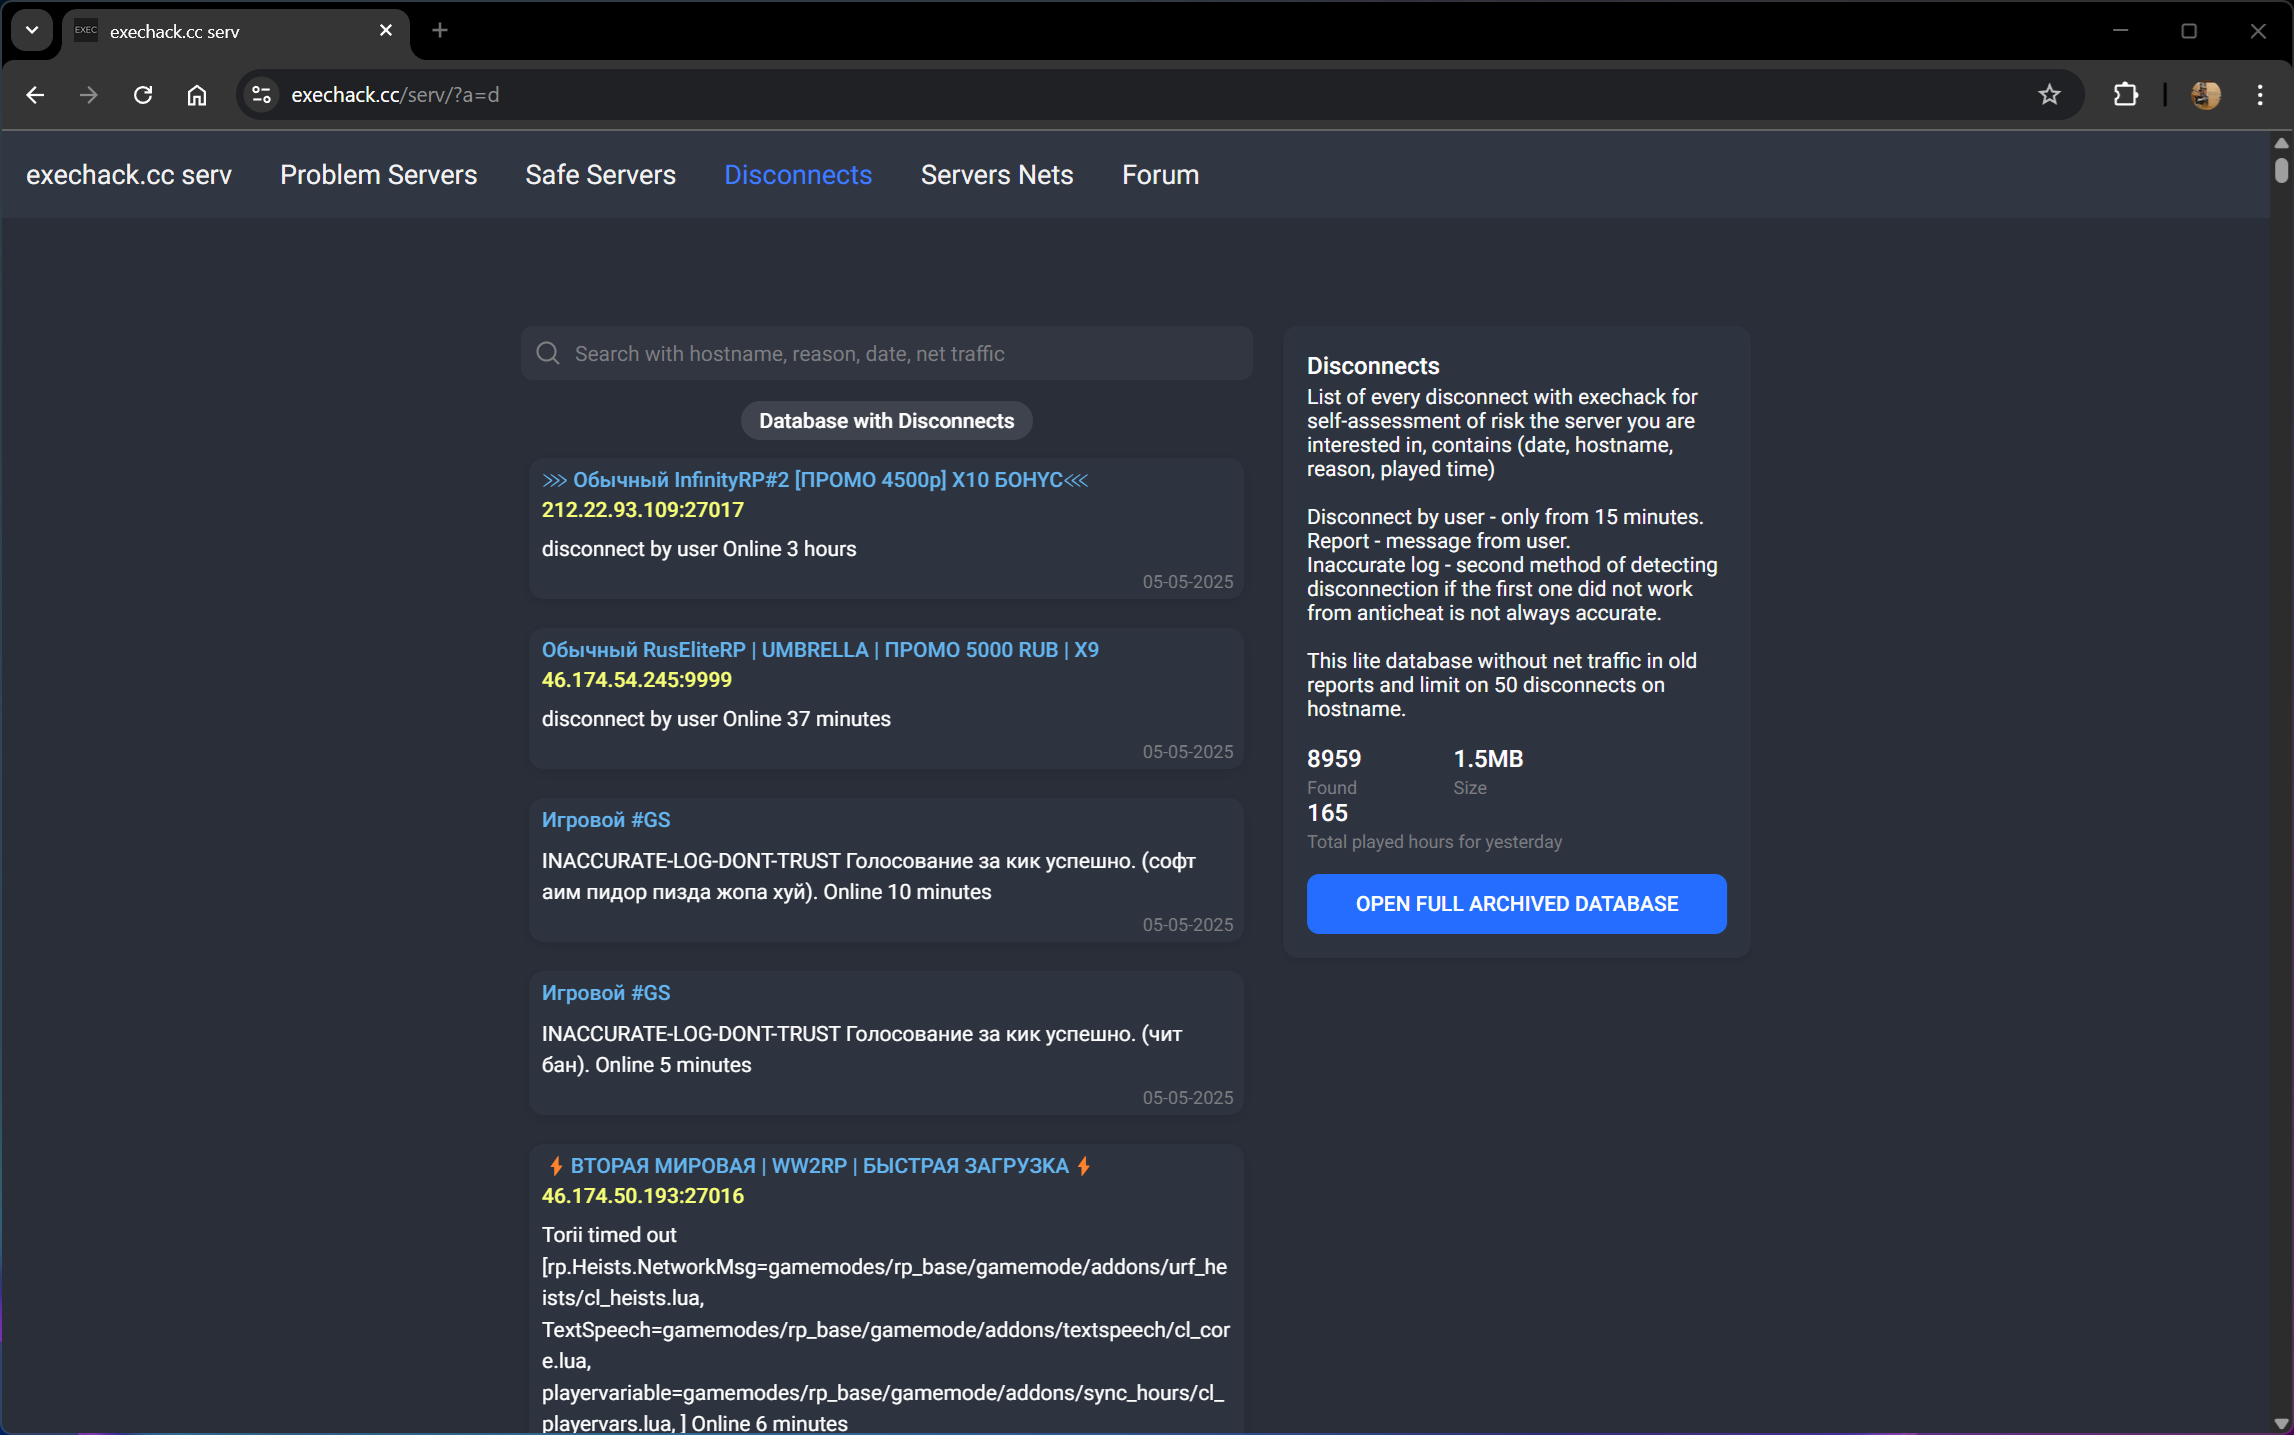 EXEC
exechack.cc serv
exechack.cc/serv/?a=d
exechack.cc serv
Problem Servers
Safe Servers
Disconnects
Servers Nets
Forum
Search with hostname, reason, date, net traffic
Database with Disconnects
⋙ Обычный InfinityRP#2 [ПРОМО 4500р] X10 БОНУС⋘
212.22.93.109:27017
disconnect by user Online 3 hours
05-05-2025
Обычный RusEliteRP | UMBRELLA | ПРОМО 5000 RUB | X9
46.174.54.245:9999
disconnect by user Online 37 minutes
05-05-2025
Игровой #GS
INACCURATE-LOG-DONT-TRUST Голосование за кик успешно. (софт
аим пидор пизда жопа хуй). Online 10 minutes
05-05-2025
Игровой #GS
INACCURATE-LOG-DONT-TRUST Голосование за кик успешно. (чит
бан). Online 5 minutes
05-05-2025
⚡ ВТОРАЯ МИРОВАЯ | WW2RP | БЫСТРАЯ ЗАГРУЗКА ⚡
46.174.50.193:27016
Torii timed out
[rp.Heists.NetworkMsg=gamemodes/rp_base/gamemode/addons/urf_he
ists/cl_heists.lua,
TextSpeech=gamemodes/rp_base/gamemode/addons/textspeech/cl_cor
e.lua,
playervariable=gamemodes/rp_base/gamemode/addons/sync_hours/cl_
playervars.lua, ] Online 6 minutes
Disconnects
List of every disconnect with exechack for
self-assessment of risk the server you are
interested in, contains (date, hostname,
reason, played time)
Disconnect by user - only from 15 minutes.
Report - message from user.
Inaccurate log - second method of detecting
disconnection if the first one did not work
from anticheat is not always accurate.
This lite database without net traffic in old
reports and limit on 50 disconnects on
hostname.
8959
Found
1.5MB
Size
165
Total played hours for yesterday
OPEN FULL ARCHIVED DATABASE